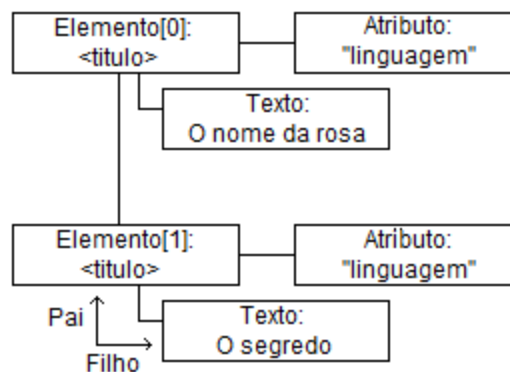 Elemento[0]:
<titulo>
Atributo:
"linguagem"
Texto:
O nome da rosa
Elemento[1]:
<titulo>
Atributo:
"linguagem"
Texto:
O segredo
Pai
Filho